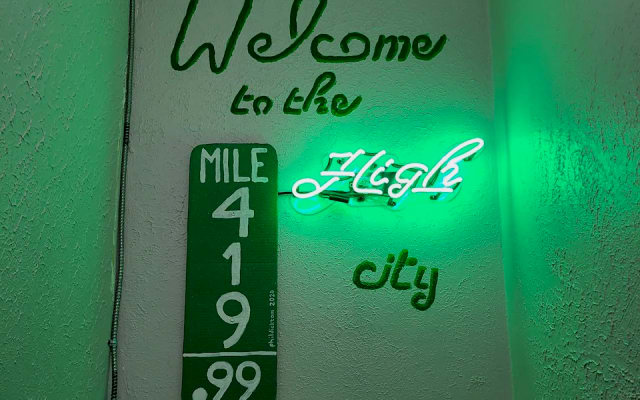 Welcome
to the
High
city
MILE
4
1
9
.99